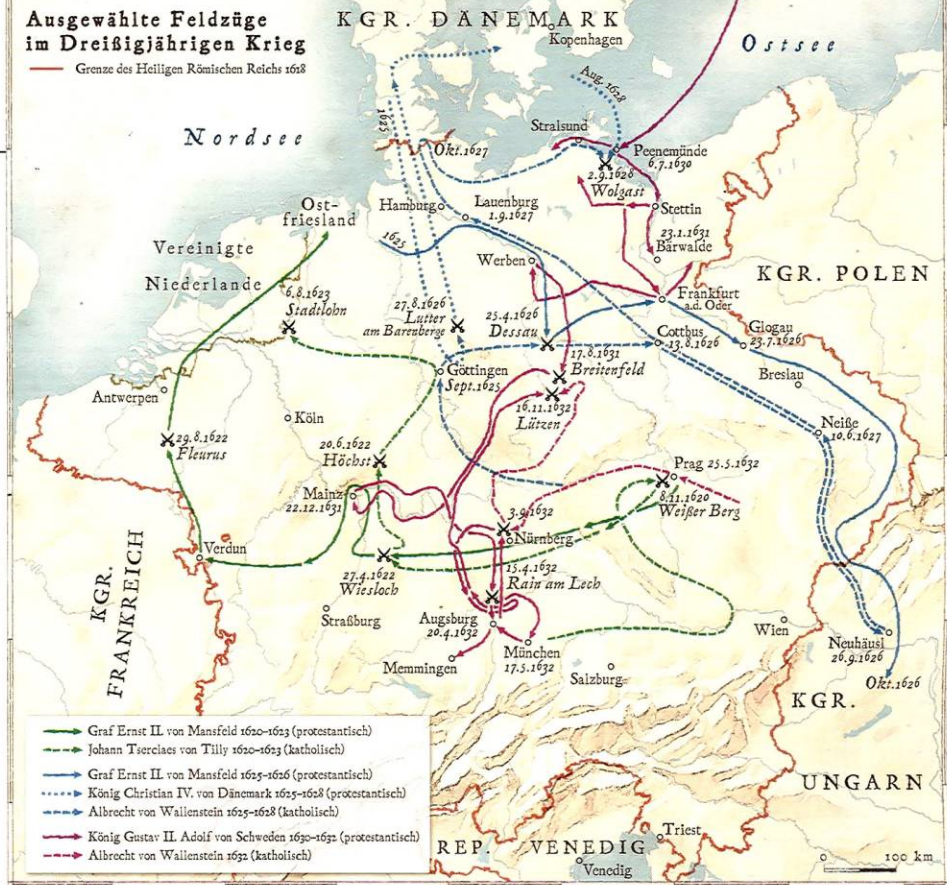 Ausgewählte Feldzüge
im Dreißigjährigen Krieg
Grenze des Heiligen Römischen Reichs 1618
KGR. DÄNEMARK
Kopenhagen
Ostsee
Nordsee
Aug. 1628
1625
Okt.1627
Stralsund
Peenemünde
6.7.1630
2.9.1628
Wolgast
Stettin
23.1.1631
Bärwalde
Hamburg
Lauenburg
1.9.1627
Ost-
friesland
1625
Vereinigte
Niederlande
Werben
KGR. POLEN
6.8.1623
Stadtlohn
27.8.1626
Lutter
am Barenberge
25.4.1626
Dessau
Frankfurt
a.d. Oder
Cottbus
13.8.1626
Glogau
23.7.1626
17.8.1631
Breitenfeld
Göttingen
Sept.1625
Breslau
Antwerpen
Köln
16.11.1632
Lützen
Neiße
10.6.1627
29.8.1622
Fleurus
20.6.1622
Höchst
Prag 25.5.1632
8.11.1620
Weißer Berg
Mainz
22.12.1631
3.9.1632
Nürnberg
Verdun
KGR.
FRANKREICH
27.4.1622
Wiesloch
15.4.1632
Rain am Lech
Straßburg
Augsburg
20.4.1632
München
17.5.1632
Memmingen
Salzburg
Wien
Neuhäusl
26.9.1626
Okt.1626
KGR.
UNGARN
Graf Ernst II. von Mansfeld 1620-1623 (protestantisch)
Johann Tserclaes von Tilly 1620-1623 (katholisch)
Graf Ernst II. von Mansfeld 1625-1626 (protestantisch)
König Christian IV. von Dänemark 1625-1628 (protestantisch)
Albrecht von Wallenstein 1625-1628 (katholisch)
König Gustav II. Adolf von Schweden 1630-1632 (protestantisch)
Albrecht von Wallenstein 1632 (katholisch)
REP. VENEDIG
Venedig
Triest
0 100 km